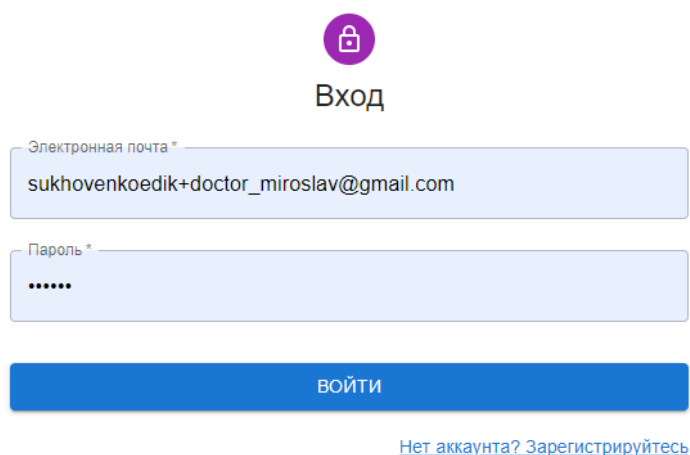 Вход
Электронная почта *
sukhovenkoedik+doctor_miroslav@gmail.com
Пароль *
••••••
ВОЙТИ
Нет аккаунта? Зарегистрируйтесь